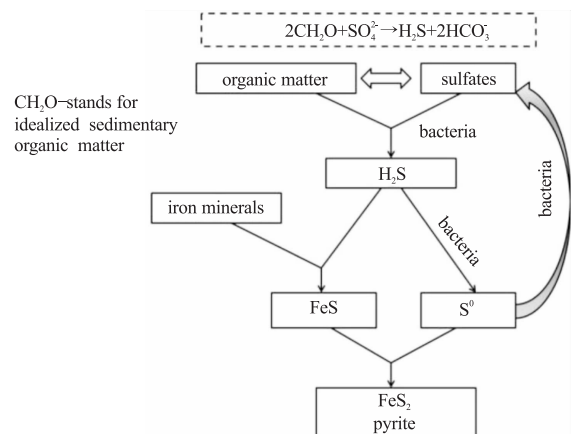 2CH₂O+SO₄²⁻→H₂S+2HCO₃⁻
organic matter
sulfates
CH₂O–stands for
idealized sedimentary
organic matter
bacteria
H₂S
bacteria
iron minerals
bacteria
FeS
S⁰
FeS₂
pyrite